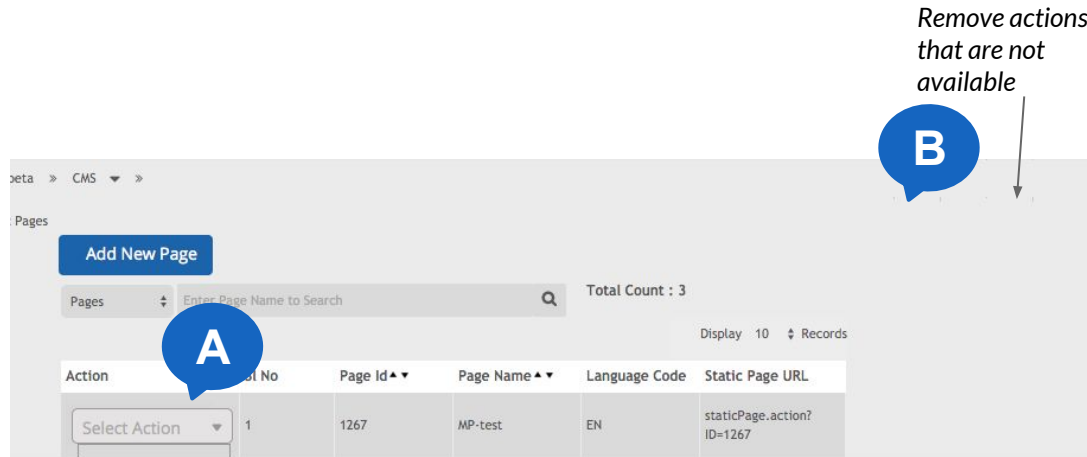 Remove actions
that are not
available
B
beta » CMS »
Pages
Add New Page
Pages Enter Page Name to Search Total Count : 3
Display 10 Records
A
Action No Page Id Page Name Language Code Static Page URL
Select Action 1 1267 MP-test EN staticPage.action?
ID=1267